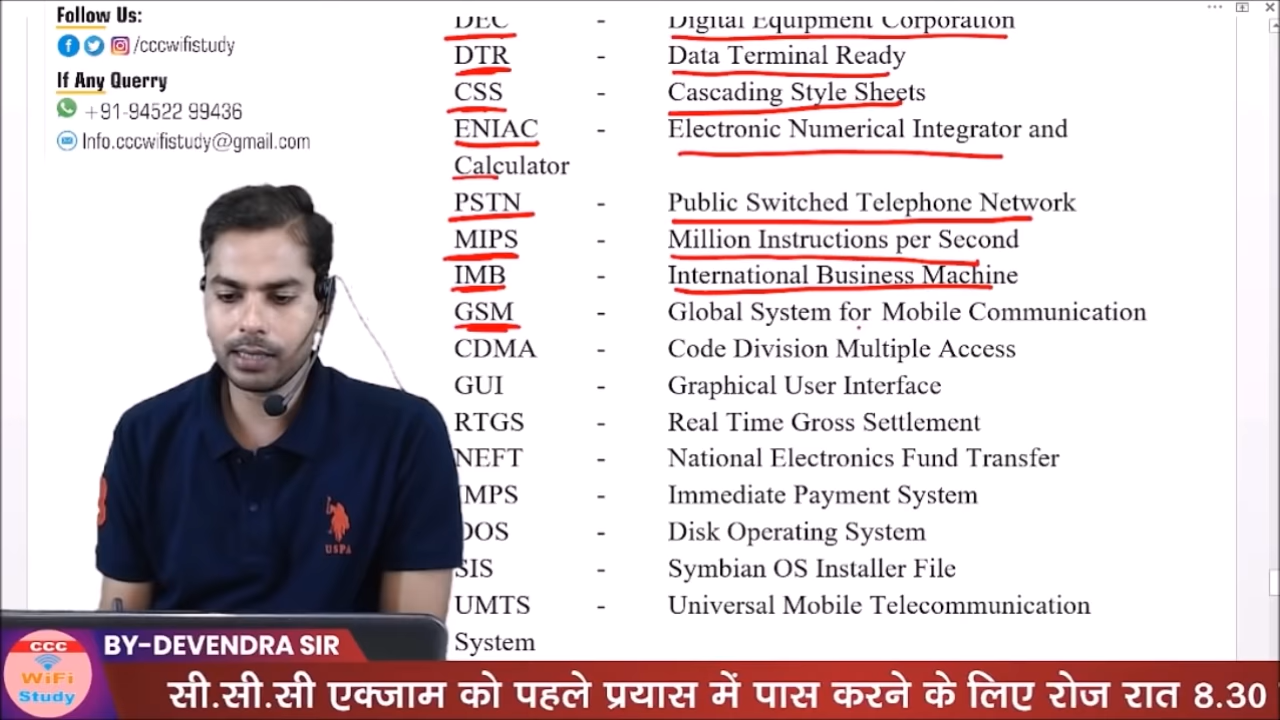 Follow Us:
/cccwifistudy
If Any Querry
+91-94522 99436
Info.cccwifistudy@gmail.com
DEC - Digital Equipment Corporation
DTR - Data Terminal Ready
CSS - Cascading Style Sheets
ENIAC - Electronic Numerical Integrator and
Calculator
PSTN - Public Switched Telephone Network
MIPS - Million Instructions per Second
IMB - International Business Machine
GSM - Global System for Mobile Communication
CDMA - Code Division Multiple Access
GUI - Graphical User Interface
RTGS - Real Time Gross Settlement
NEFT - National Electronics Fund Transfer
IMPS - Immediate Payment System
DOS - Disk Operating System
SIS - Symbian OS Installer File
UMTS - Universal Mobile Telecommunication
System
USPA
CCC
WiFi
Study
BY-DEVENDRA SIR
सी.सी.सी एक्जाम को पहले प्रयास में पास करने के लिए रोज रात 8.30